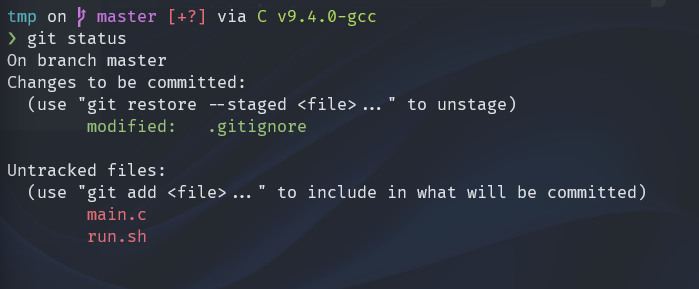 tmp on  master [+?] via C v9.4.0-gcc
❯ git status
On branch master
Changes to be committed:
  (use "git restore --staged <file>..." to unstage)
        modified:   .gitignore

Untracked files:
  (use "git add <file>..." to include in what will be committed)
        main.c
        run.sh